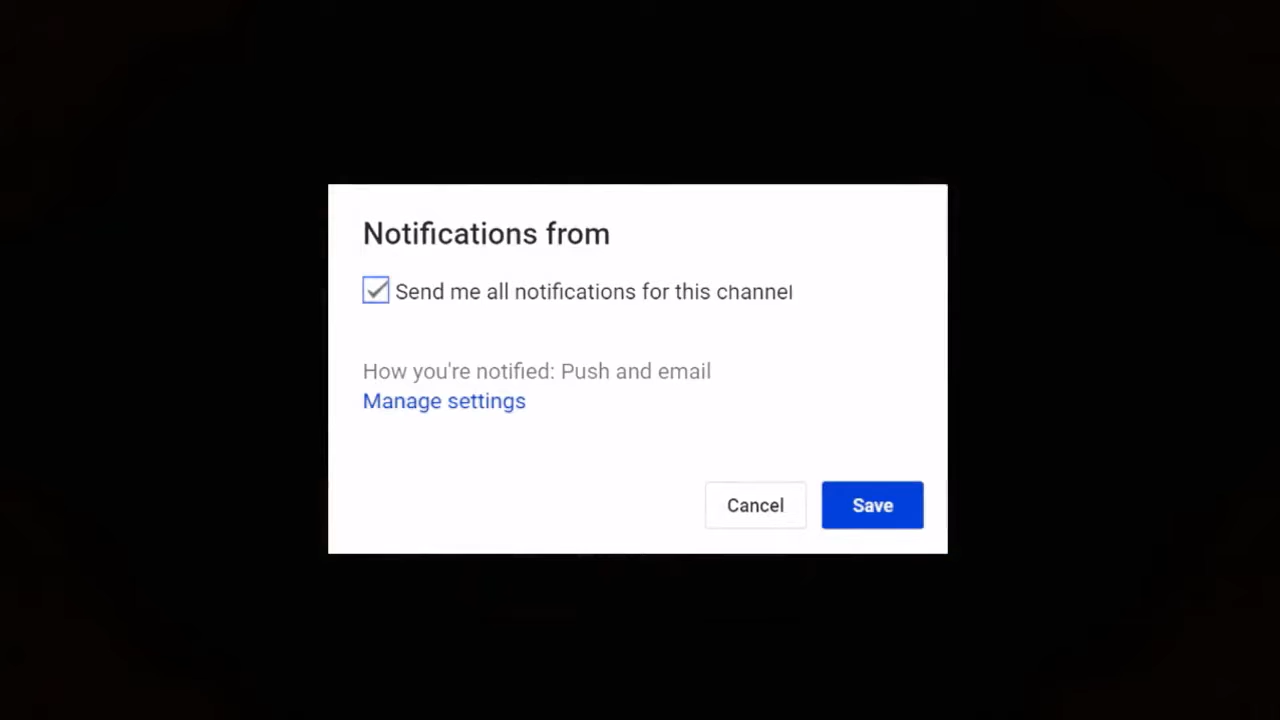 Notifications from
Send me all notifications for this channel
How you're notified: Push and email
Manage settings
Cancel
Save